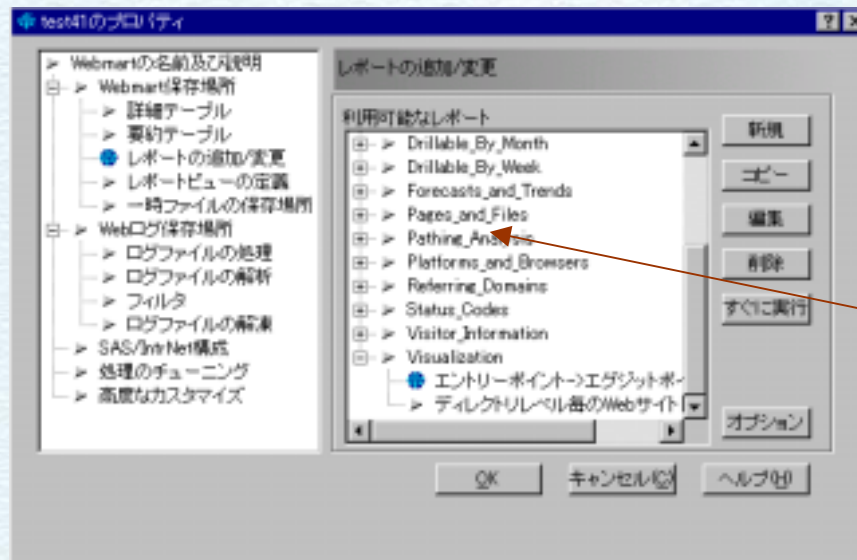 test41のプロパティ
Webmartの名前及び説明
Webmart保存場所
詳細テーブル
要約テーブル
レポートの追加/変更
レポートビューの定義
一時ファイルの保存場所
Webログ保存場所
ログファイルの処理
ログファイルの解析
フィルタ
ログファイルの解凍
SAS/IntrNet構成
処理のチューニング
高度なカスタマイズ
レポートの追加/変更
利用可能なレポート
Drillable_By_Month
Drillable_By_Week
Forecasts_and_Trends
Pages_and_Files
Pathing_Analysis
Platforms_and_Browsers
Referring_Domains
Status_Codes
Visitor_Information
Visualization
エントリーポイント->エグジットポイ
ディレクトリレベル毎のWebサイト
新規
コピー
編集
削除
すぐに実行
オプション
OK
キャンセル(C)
ヘルプ(H)